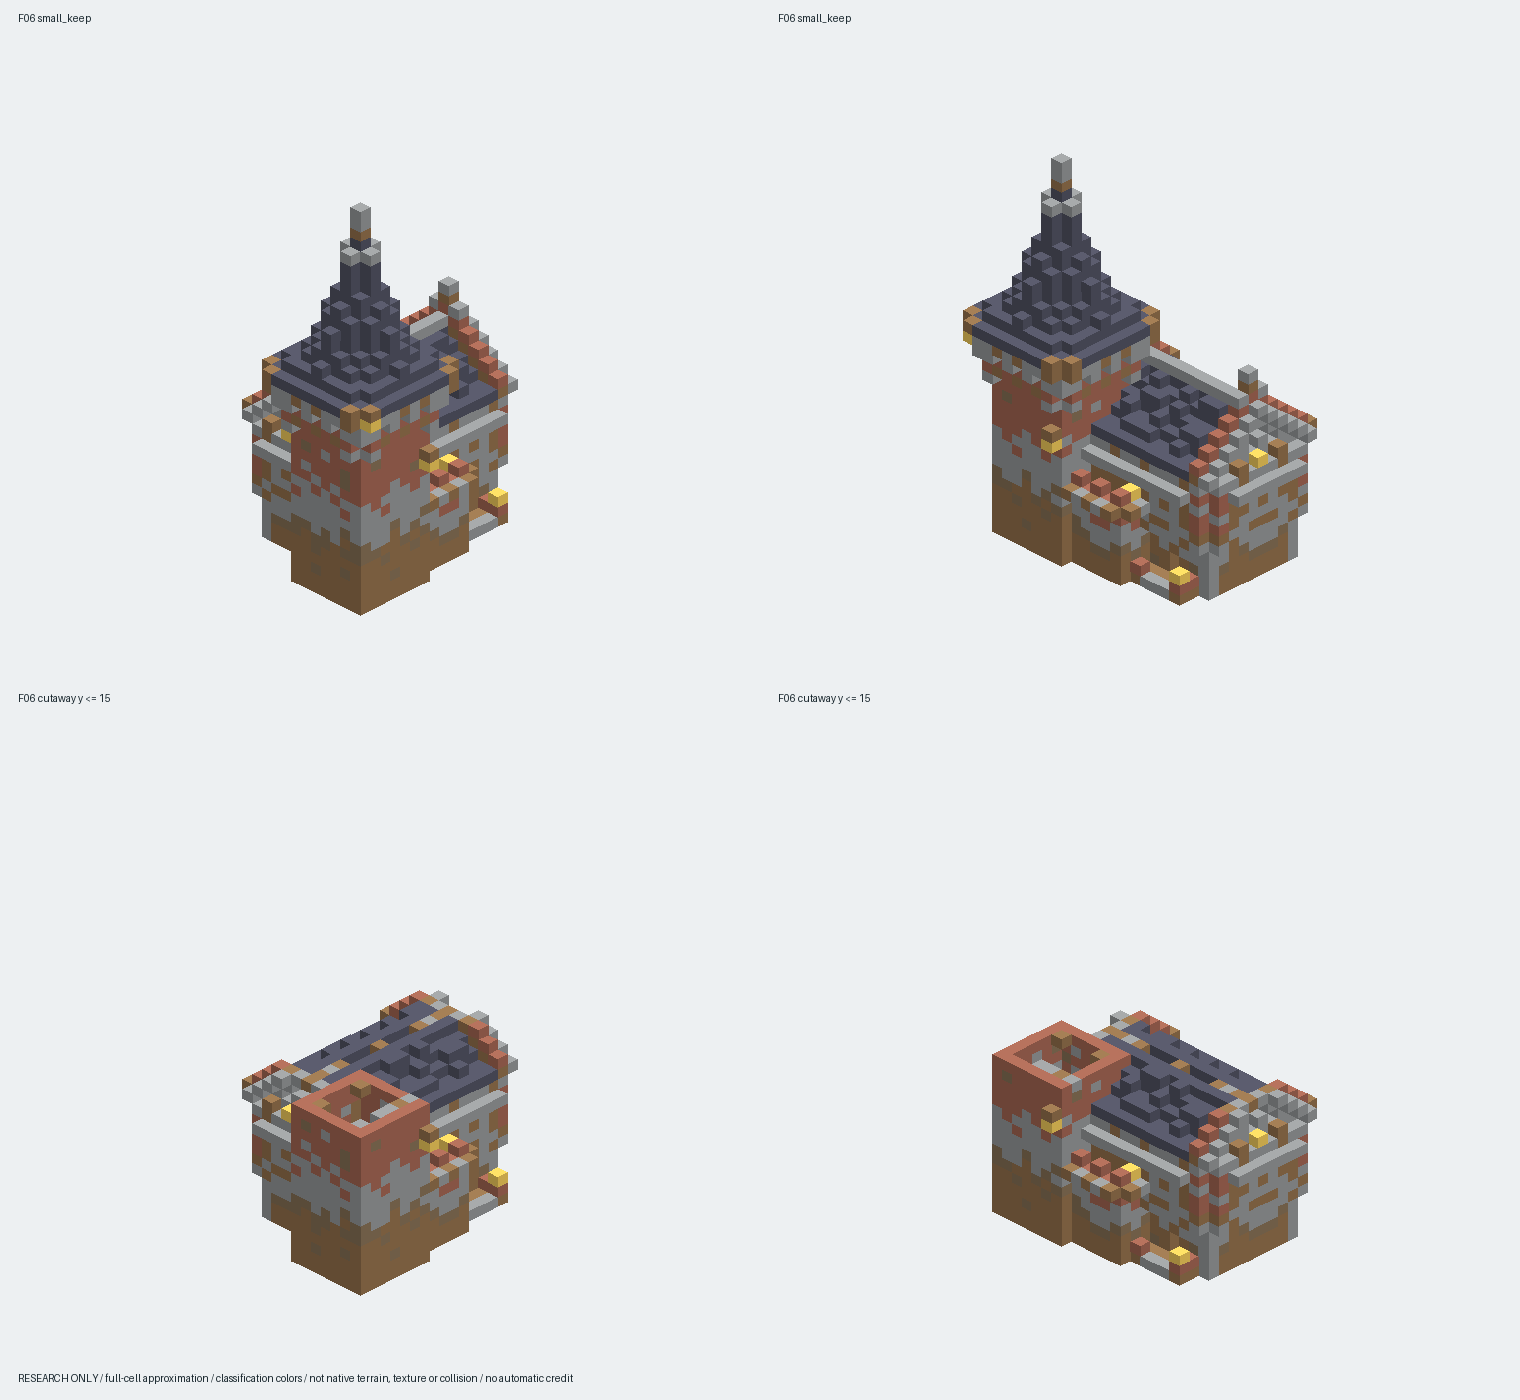 F06 small_keep
F06 small_keep
F06 cutaway y <= 15
F06 cutaway y <= 15
RESEARCH ONLY / full-cell approximation / classification colors / not native terrain, texture or collision / no automatic credit